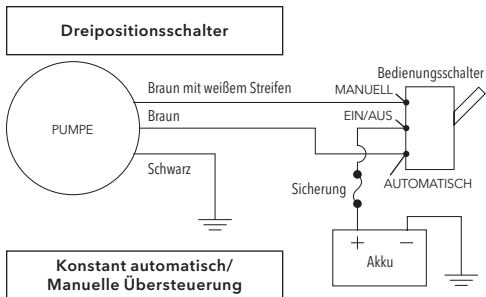 Dreipositionsschalter
Bedienungsschalter
Braun mit weißem Streifen
MANUELL
EIN/AUS
Braun
PUMPE
Schwarz
AUTOMATISCH
Sicherung
+ −
Akku
Konstant automatisch/
Manuelle Übersteuerung